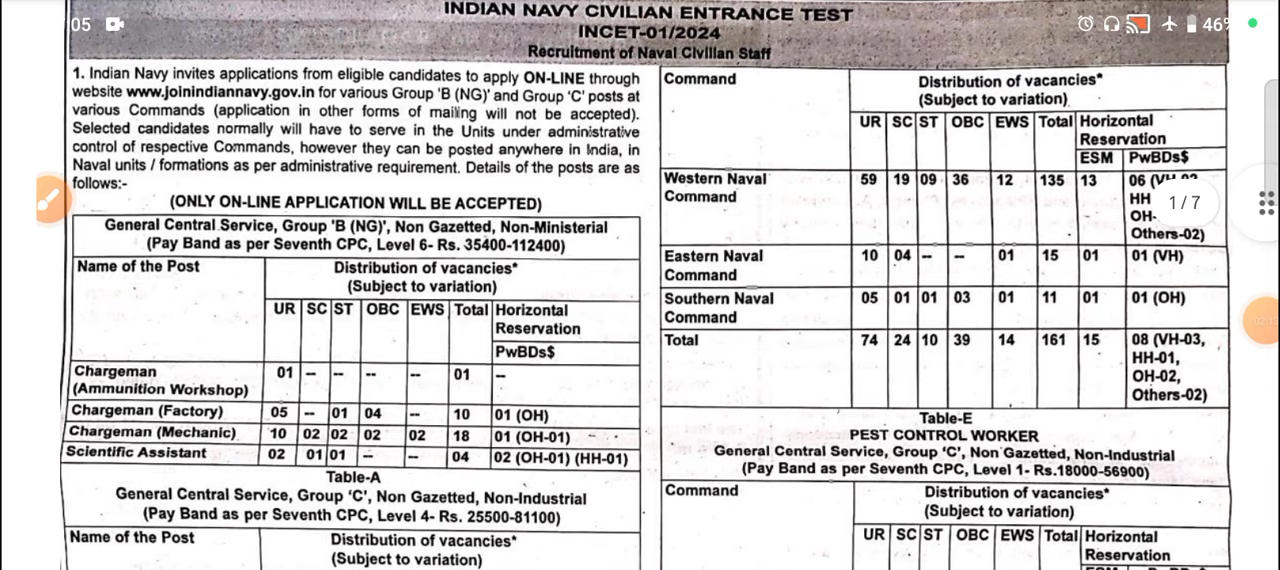 05
46%
INDIAN NAVY CIVILIAN ENTRANCE TEST
INCET-01/2024
Recruitment of Naval Civilian Staff
1. Indian Navy invites applications from eligible candidates to apply ON-LINE through
website www.joinindiannavy.gov.in for various Group 'B (NG)' and Group 'C' posts at
various Commands (application in other forms of mailing will not be accepted).
Selected candidates normally will have to serve in the Units under administrative
control of respective Commands, however they can be posted anywhere in India, in
Naval units / formations as per administrative requirement. Details of the posts are as
follows:-
(ONLY ON-LINE APPLICATION WILL BE ACCEPTED)
General Central Service, Group 'B (NG)', Non Gazetted, Non-Ministerial
(Pay Band as per Seventh CPC, Level 6- Rs. 35400-112400)
Name of the Post Distribution of vacancies*
(Subject to variation)
UR SC ST OBC EWS Total Horizontal
Reservation
PwBDs$
Chargeman 01 -- -- -- -- 01 --
(Ammunition Workshop)
Chargeman (Factory) 05 -- 01 04 -- 10 01 (OH)
Chargeman (Mechanic) 10 02 02 02 02 18 01 (OH-01)
Scientific Assistant 02 01 01 -- -- 04 02 (OH-01) (HH-01)
Table-A
General Central Service, Group 'C', Non Gazetted, Non-Industrial
(Pay Band as per Seventh CPC, Level 4- Rs. 25500-81100)
Name of the Post Distribution of vacancies*
(Subject to variation)
Command Distribution of vacancies*
(Subject to variation)
UR SC ST OBC EWS Total Horizontal
Reservation
ESM PwBDs$
Western Naval 59 19 09 36 12 135 13 06
Command HH
OH-
Others-02)
1 / 7
Eastern Naval 10 04 -- -- 01 15 01 01 (VH)
Command
Southern Naval 05 01 01 03 01 11 01 01 (OH)
Command
Total 74 24 10 39 14 161 15 08 (VH-03,
HH-01,
OH-02,
Others-02)
Table-E
PEST CONTROL WORKER
General Central Service, Group 'C', Non Gazetted, Non-Industrial
(Pay Band as per Seventh CPC, Level 1- Rs.18000-56900)
Command Distribution of vacancies*
(Subject to variation)
UR SC ST OBC EWS Total Horizontal
Reservation